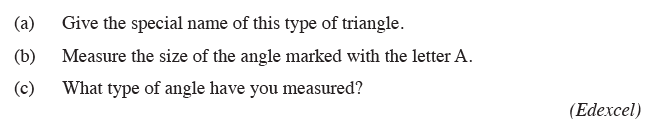 (a) Give the special name of this type of triangle.
(b) Measure the size of the angle marked with the letter A.
(c) What type of angle have you measured?
(Edexcel)